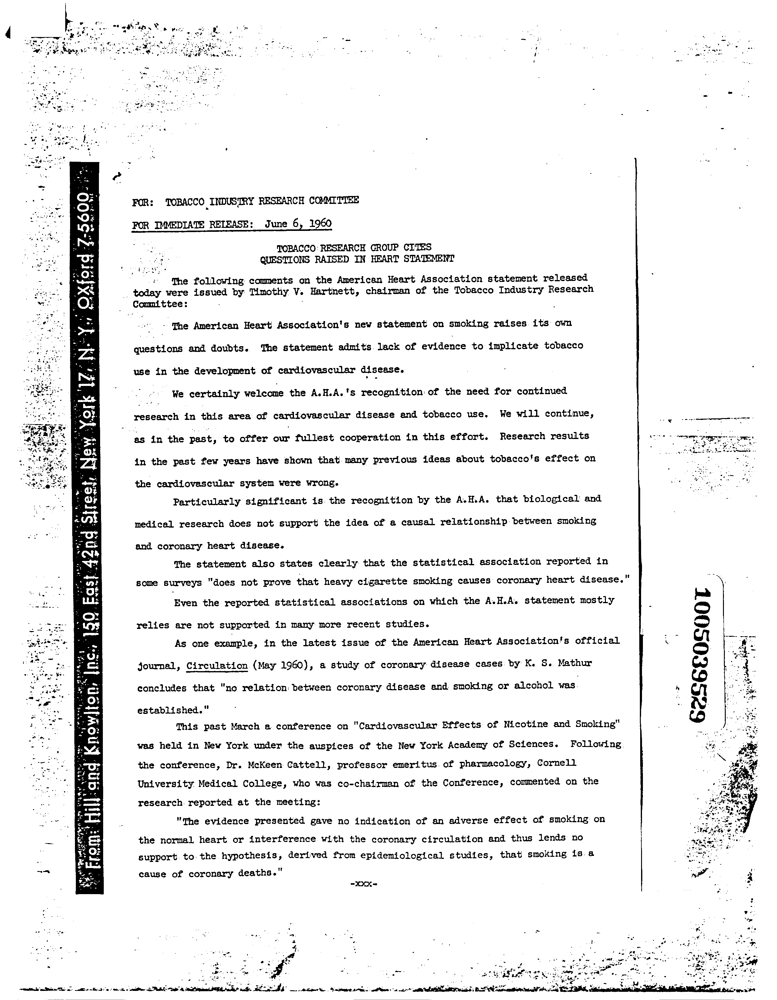 FOR: TOBACCO INDUSTRY RESEARCH COMMITTEE
FOR IMMEDIATE RELEASE: June 6, 1960
TOBACCO RESEARCH GROUP CITES
QUESTIONS RAISED IN HEART STATEMENT
The following comments on the American Heart Association statement released
today were issued by Timothy V. Hartnett, chairman of the Tobacco Industry Research
Committee:
The American Heart Association's new statement on smoking raises its own
questions and doubts. The statement admits lack of evidence to implicate tobacco
use in the development of cardiovascular disease.
We certainly welcome the A.H.A.'s recognition of the need for continued
research in this area of cardiovascular disease and tobacco use. We will continue,
as in the past, to offer our fullest cooperation in this effort. Research results
in the past few years have shown that many previous ideas about tobacco's effect on
the cardiovascular system were wrong.
Particularly significant is the recognition by the A.H.A. that biological and
medical research does not support the idea of a causal relationship between smoking
and coronary heart disease.
The statement also states clearly that the statistical association reported in
some surveys "does not prove that heavy cigarette smoking causes coronary heart disease."
Even the reported statistical associations on which the A.H.A. statement mostly
relies are not supported in many more recent studies.
As one example, in the latest issue of the American Heart Association's official
journal, Circulation (May 1960), a study of coronary disease cases by K. S. Mathur
concludes that "no relation between coronary disease and smoking or alcohol was
established."
This past March a conference on "Cardiovascular Effects of Nicotine and Smoking"
was held in New York under the auspices of the New York Academy of Sciences. Following
the conference, Dr. McKeen Cattell, professor emeritus of pharmacology, Cornell
University Medical College, who was co-chairman of the Conference, commented on the
research reported at the meeting:
"The evidence presented gave no indication of an adverse effect of smoking on
the normal heart or interference with the coronary circulation and thus lends no
support to the hypothesis, derived from epidemiological studies, that smoking is a
cause of coronary deaths."
-xxx-
From: Hill and Knowlton, Inc., 150 East 42nd Street, New York 17, N. Y., OXford 7-5600
1005039529